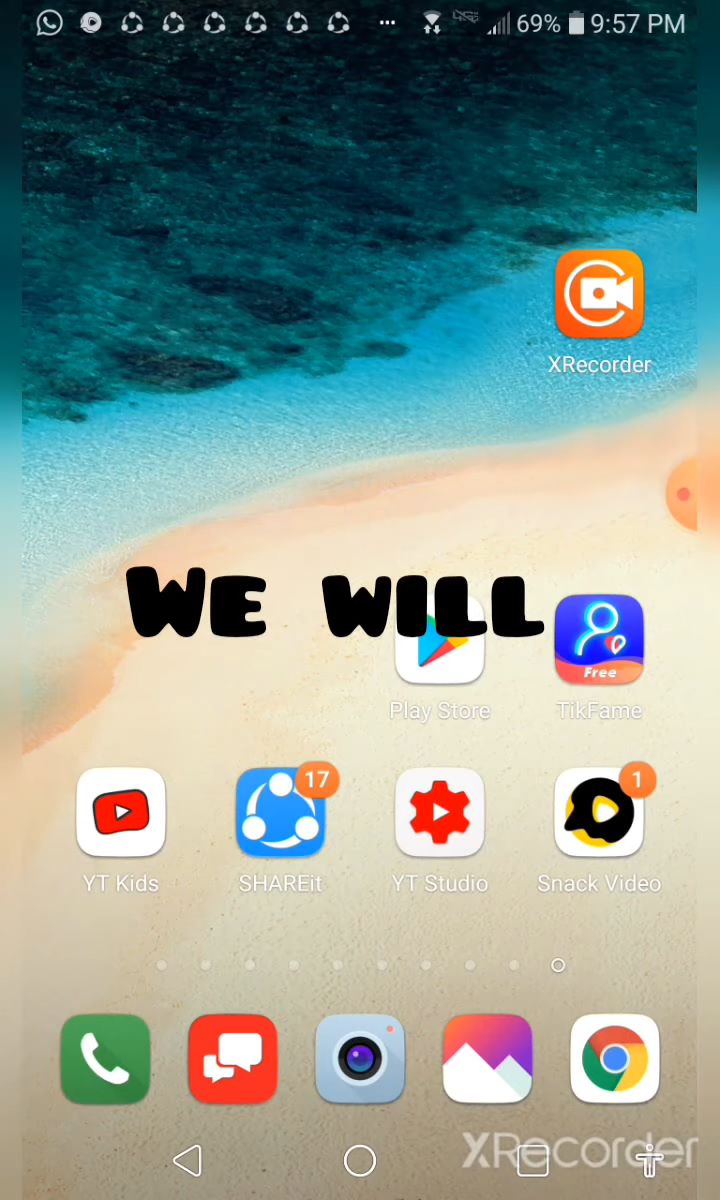 ... 69% 9:57 PM
XRecorder
We will
Play Store
Free
TikFame
17
1
YT Kids
SHAREit
YT Studio
Snack Video
XRecorder